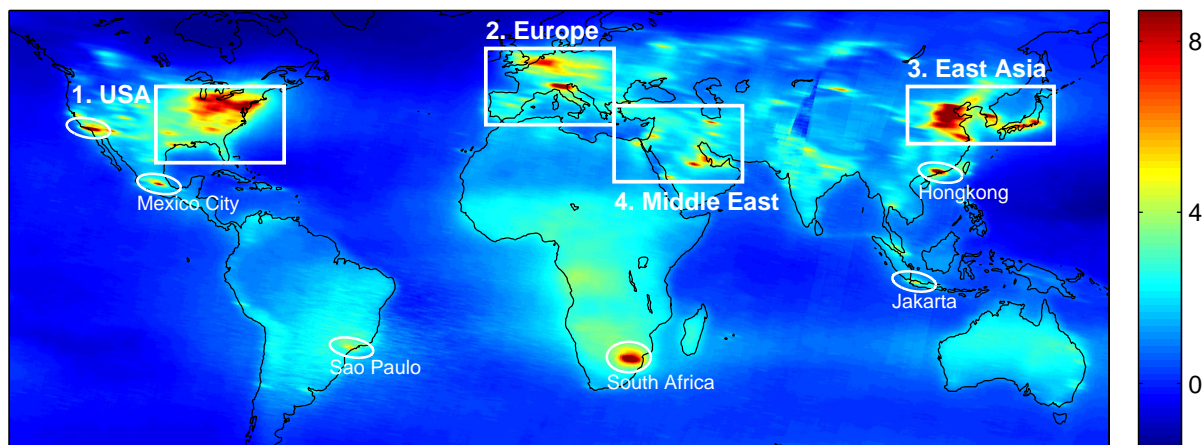 2. Europe
8
3. East Asia
1. USA
Hongkong
Mexico City
4. Middle East
4
Jakarta
Sao Paulo
South Africa
0